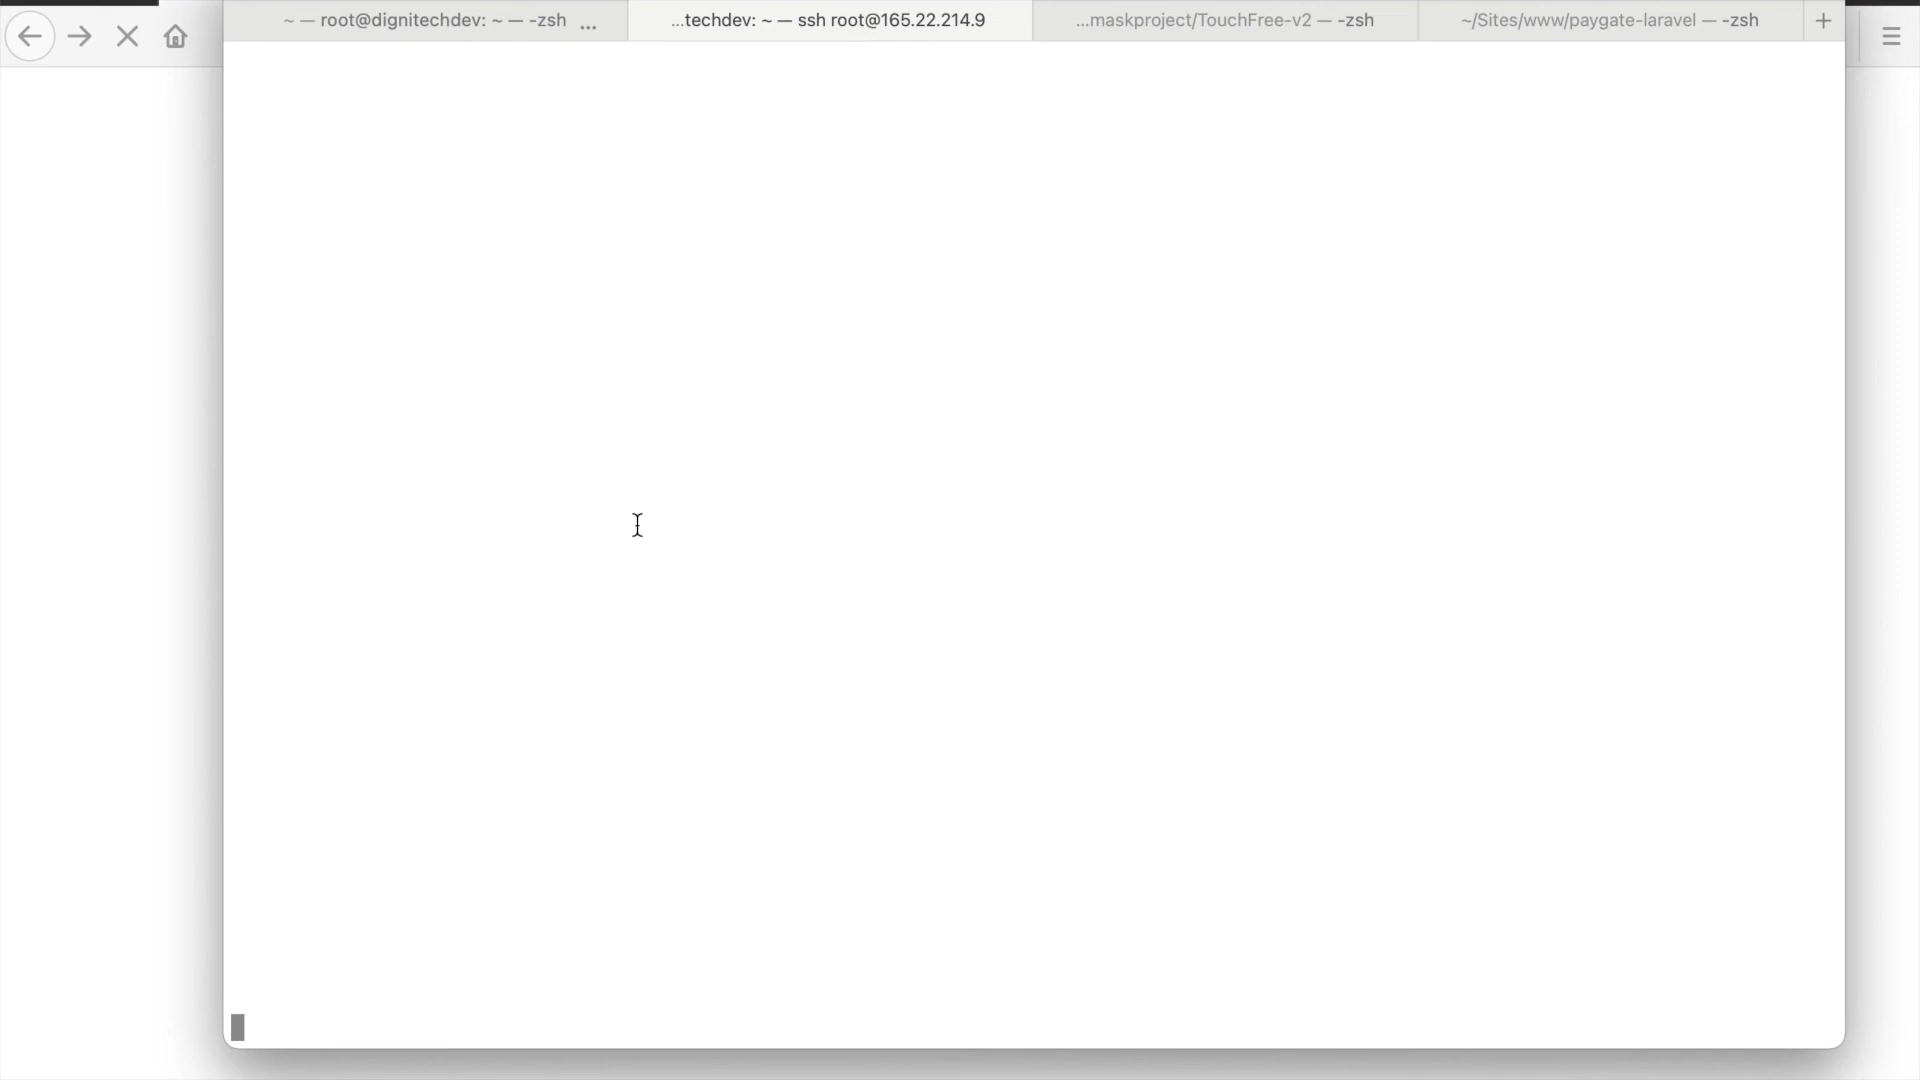 ~ — root@dignitechdev: ~ — -zsh ...
...techdev: ~ — ssh root@165.22.214.9
...maskproject/TouchFree-v2 — -zsh
~/Sites/www/paygate-laravel — -zsh